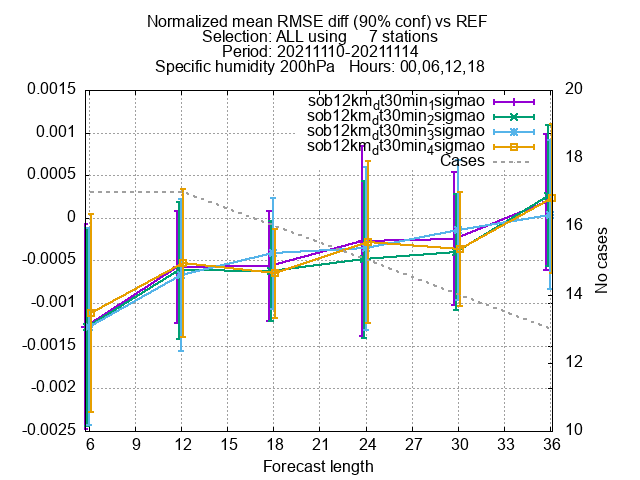 Normalized mean RMSE diff (90% conf) vs REF
Selection: ALL using     7 stations
Period: 20211110-20211114
Specific humidity 200hPa   Hours: 00,06,12,18
sob12km_dt30min_1sigmao
sob12km_dt30min_2sigmao
sob12km_dt30min_3sigmao
sob12km_dt30min_4sigmao
Cases
0.0015
0.001
0.0005
0
-0.0005
-0.001
-0.0015
-0.002
-0.0025
20
18
16
14
12
10
No cases
6 9 12 15 18 21 24 27 30 33 36
Forecast length